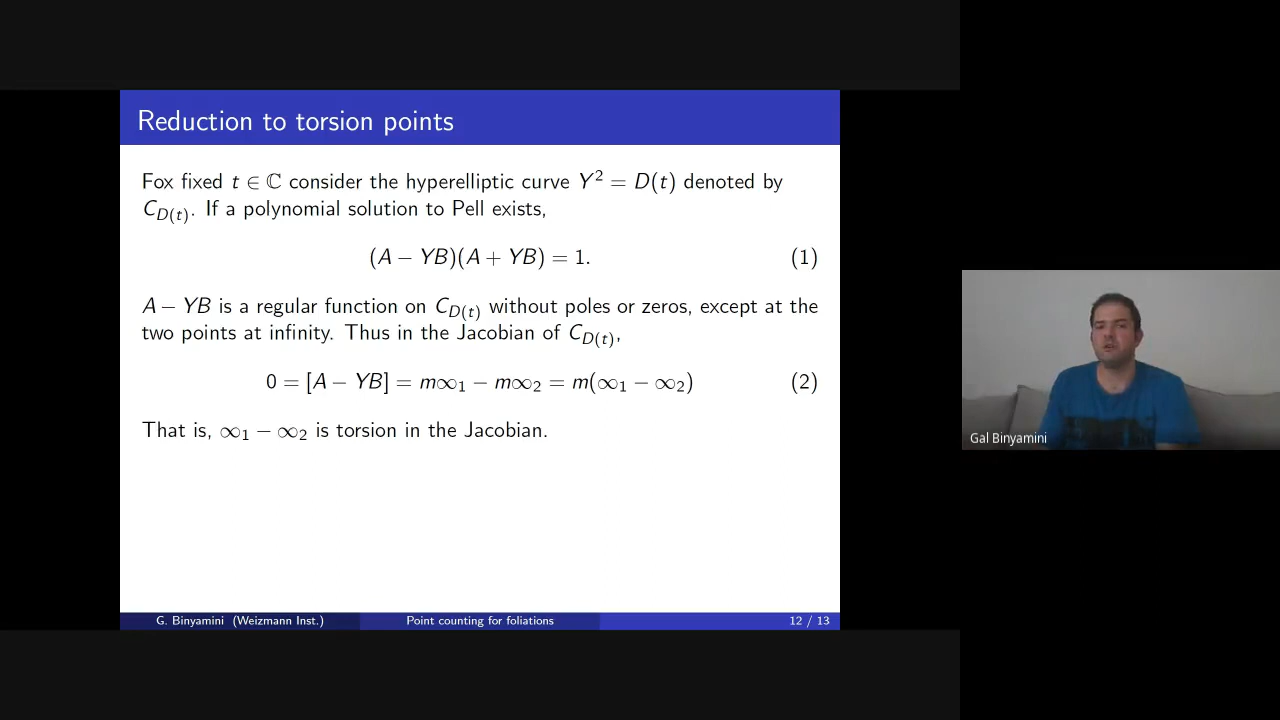 Reduction to torsion points
Fox fixed t ∈ ℂ consider the hyperelliptic curve Y² = D(t) denoted by
C_{D(t)}. If a polynomial solution to Pell exists,
(A − YB)(A + YB) = 1. (1)
A − YB is a regular function on C_{D(t)} without poles or zeros, except at the
two points at infinity. Thus in the Jacobian of C_{D(t)},
0 = [A − YB] = m∞₁ − m∞₂ = m(∞₁ − ∞₂) (2)
That is, ∞₁ − ∞₂ is torsion in the Jacobian.
G. Binyamini (Weizmann Inst.) Point counting for foliations 12 / 13
Gal Binyamini